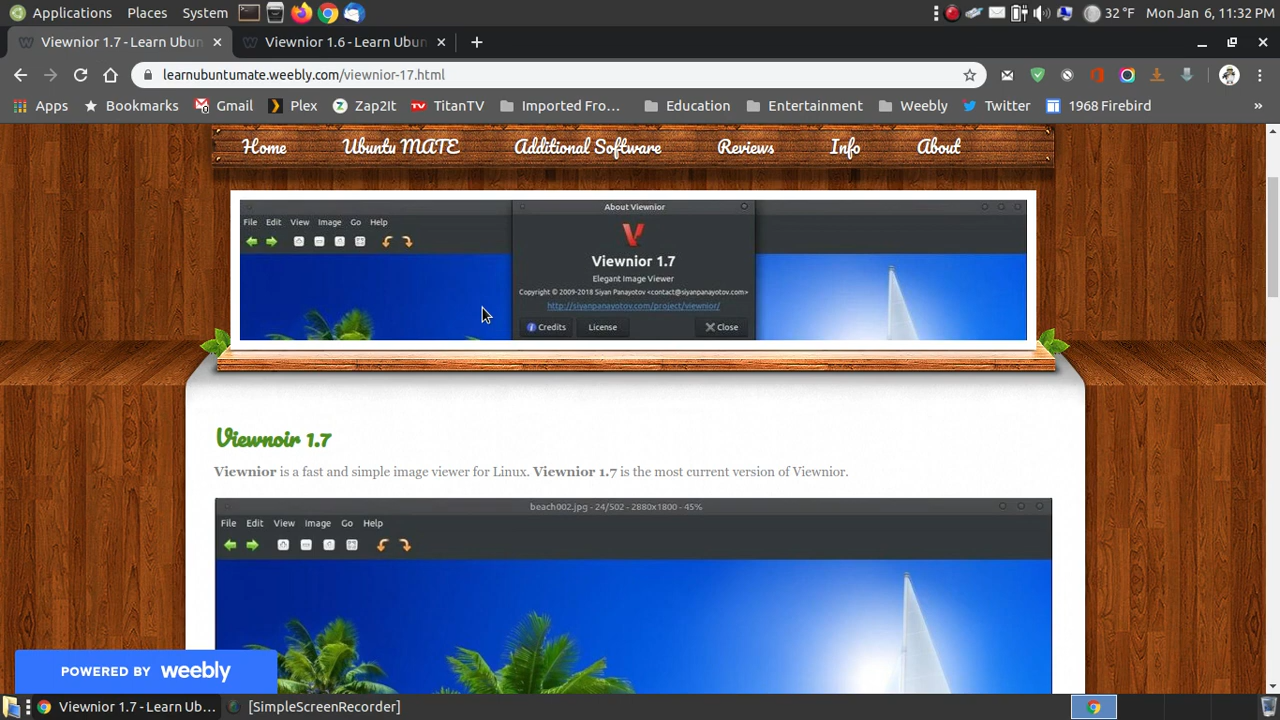 Applications Places System 32 °F Mon Jan 6, 11:32 PM
Viewnior 1.7 - Learn Ubun Viewnior 1.6 - Learn Ubun
learnubuntumate.weebly.com/viewnior-17.html
Apps Bookmarks Gmail Plex Zap2It TitanTV Imported Fro... Education Entertainment Weebly Twitter 1968 Firebird »
Home Ubuntu MATE Additional Software Reviews Info About
About Viewnior
File Edit View Image Go Help
Viewnior 1.7
Elegant Image Viewer
Copyright © 2009-2018 Siyan Panayotov <contact@siyanpanayotov.com>
http://siyanpanayotov.com/project/viewnior/
Credits License Close
Viewnoir 1.7
Viewnior is a fast and simple image viewer for Linux. Viewnior 1.7 is the most current version of Viewnior.
beach002.jpg - 24/502 - 2880x1800 - 45%
File Edit View Image Go Help
POWERED BY weebly
Viewnior 1.7 - Learn Ub... [SimpleScreenRecorder]